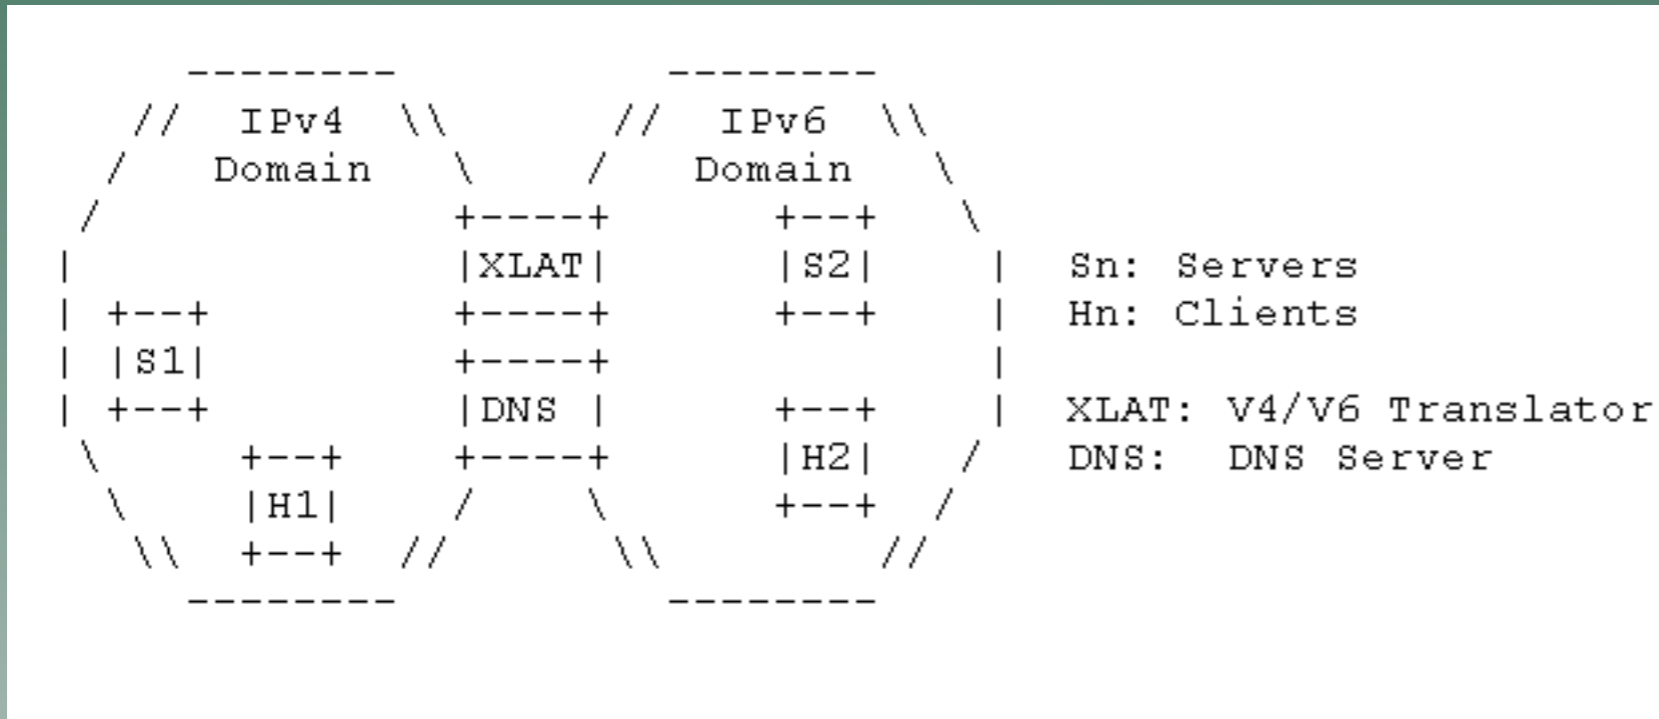 --------          --------
   //  IPv4  \\      //  IPv6  \\
  /   Domain   \    /   Domain   \
 /             +----+      +--+   \
|              |XLAT|      |S2|    |  Sn: Servers
| +--+         +----+      +--+    |  Hn: Clients
| |S1|         +----+              |
| +--+         |DNS |      +--+    |  XLAT: V4/V6 Translator
 \     +--+    +----+      |H2|   /   DNS:  DNS Server
  \    |H1|    /    \      +--+  /
   \\  +--+  //      \\        //
     --------          --------